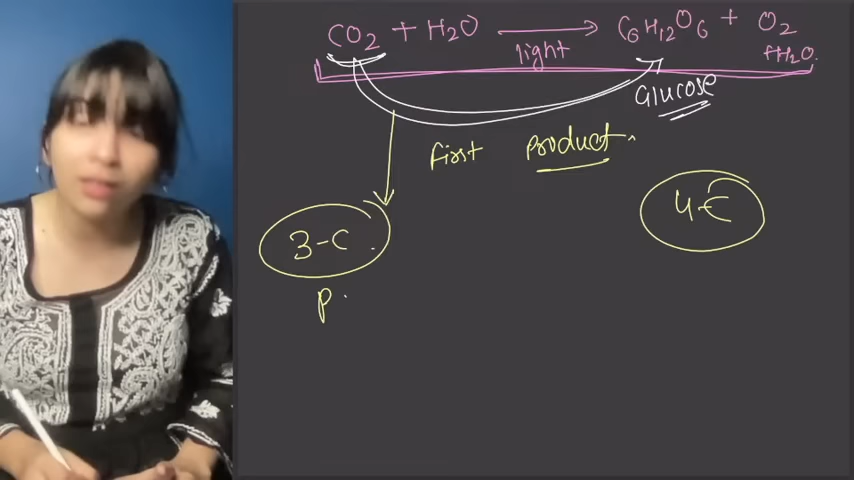 CO2 + H2O → C6H12O6 + O2
light
+H2O.
Glucose
First Product.
4-C
3-C
P